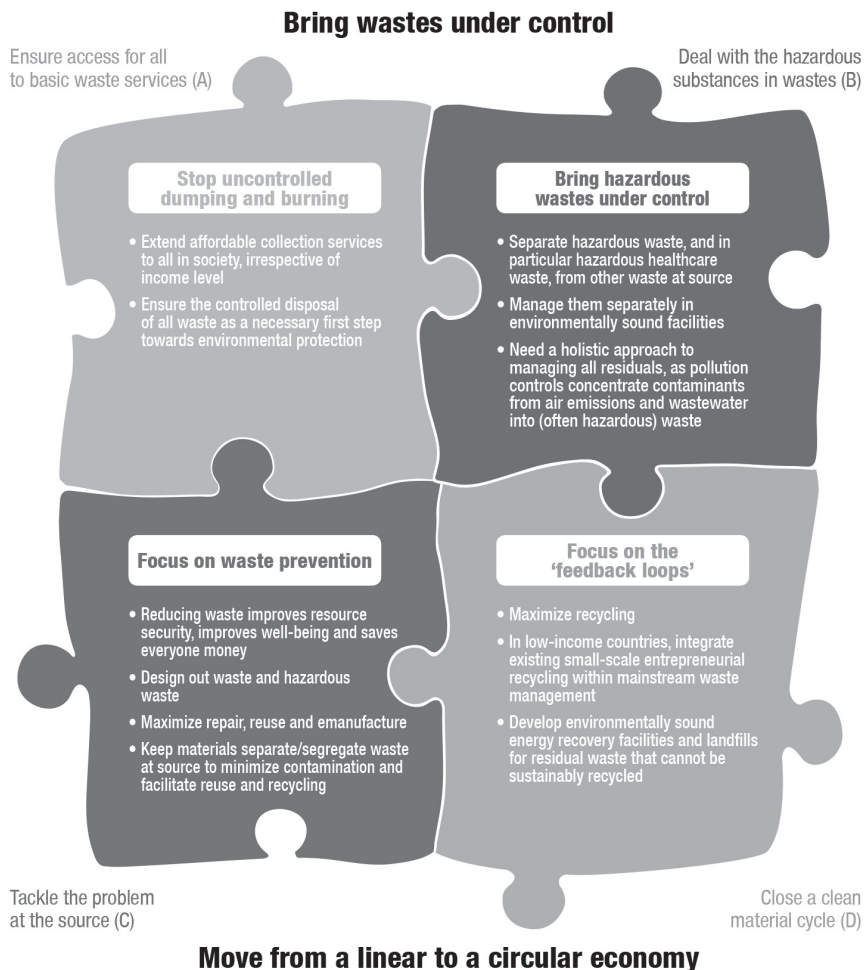 Bring wastes under control
Ensure access for all
to basic waste services (A)
Deal with the hazardous
substances in wastes (B)
Stop uncontrolled
dumping and burning
• Extend affordable collection services
to all in society, irrespective of
income level
• Ensure the controlled disposal
of all waste as a necessary first step
towards environmental protection
Bring hazardous
wastes under control
• Separate hazardous waste, and in
particular hazardous healthcare
waste, from other waste at source
• Manage them separately in
environmentally sound facilities
• Need a holistic approach to
managing all residuals, as pollution
controls concentrate contaminants
from air emissions and wastewater
into (often hazardous) waste
Focus on waste prevention
• Reducing waste improves resource
security, improves well-being and saves
everyone money
• Design out waste and hazardous
waste
• Maximize repair, reuse and emanufacture
• Keep materials separate/segregate waste
at source to minimize contamination and
facilitate reuse and recycling
Focus on the
‘feedback loops’
• Maximize recycling
• In low-income countries, integrate
existing small-scale entrepreneurial
recycling within mainstream waste
management
• Develop environmentally sound
energy recovery facilities and landfills
for residual waste that cannot be
sustainably recycled
Tackle the problem
at the source (C)
Close a clean
material cycle (D)
Move from a linear to a circular economy